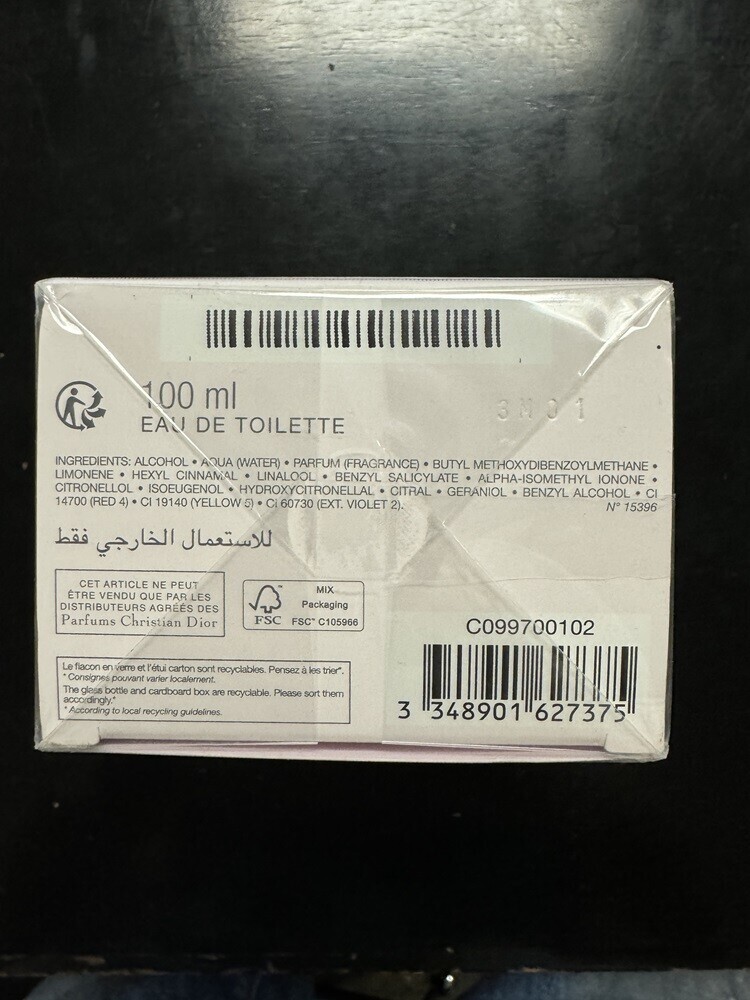 100 ml
EAU DE TOILETTE
3M01
INGREDIENTS: ALCOHOL • AQUA (WATER) • PARFUM (FRAGRANCE) • BUTYL METHOXYDIBENZOYLMETHANE •
LIMONENE • HEXYL CINNAMAL • LINALOOL • BENZYL SALICYLATE • ALPHA-ISOMETHYL IONONE •
CITRONELLOL • ISOEUGENOL • HYDROXYCITRONELLAL • CITRAL • GERANIOL • BENZYL ALCOHOL • CI
14700 (RED 4) • CI 19140 (YELLOW 5) • CI 60730 (EXT. VIOLET 2).
N° 15396
للاستعمال الخارجي فقط
CET ARTICLE NE PEUT
ÊTRE VENDU QUE PAR LES
DISTRIBUTEURS AGRÉÉS DES
Parfums Christian Dior
FSC
MIX
Packaging
FSC™ C105966
C099700102
3 348901 627375
Le flacon en verre et l'étui carton sont recyclables. Pensez à les trier*.
* Consignes pouvant varier localement.
The glass bottle and cardboard box are recyclable. Please sort them
accordingly.*
* According to local recycling guidelines.